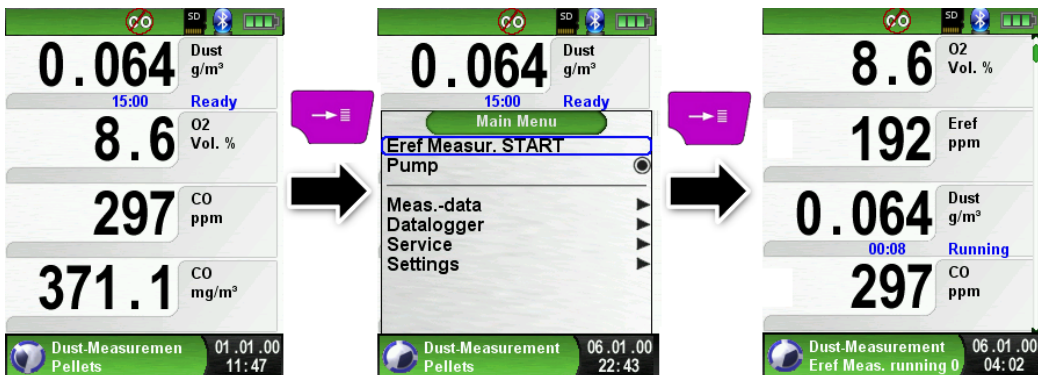 CO
SD
0.064
Dust
g/m³
15:00 Ready
8.6
O2
Vol. %
297
CO
ppm
371.1
CO
mg/m³
Dust-Measuremen
Pellets
01.01.00
11:47
CO
SD
0.064
Dust
g/m³
15:00 Ready
Main Menu
Eref Measur. START
Pump
Meas.-data
Datalogger
Service
Settings
Dust-Measurement
Pellets
06.01.00
22:43
CO
SD
8.6
O2
Vol. %
192
Eref
ppm
0.064
Dust
g/m³
00:08 Running
297
CO
ppm
Dust-Measurement
Eref Meas. running 0
06.01.00
04:02